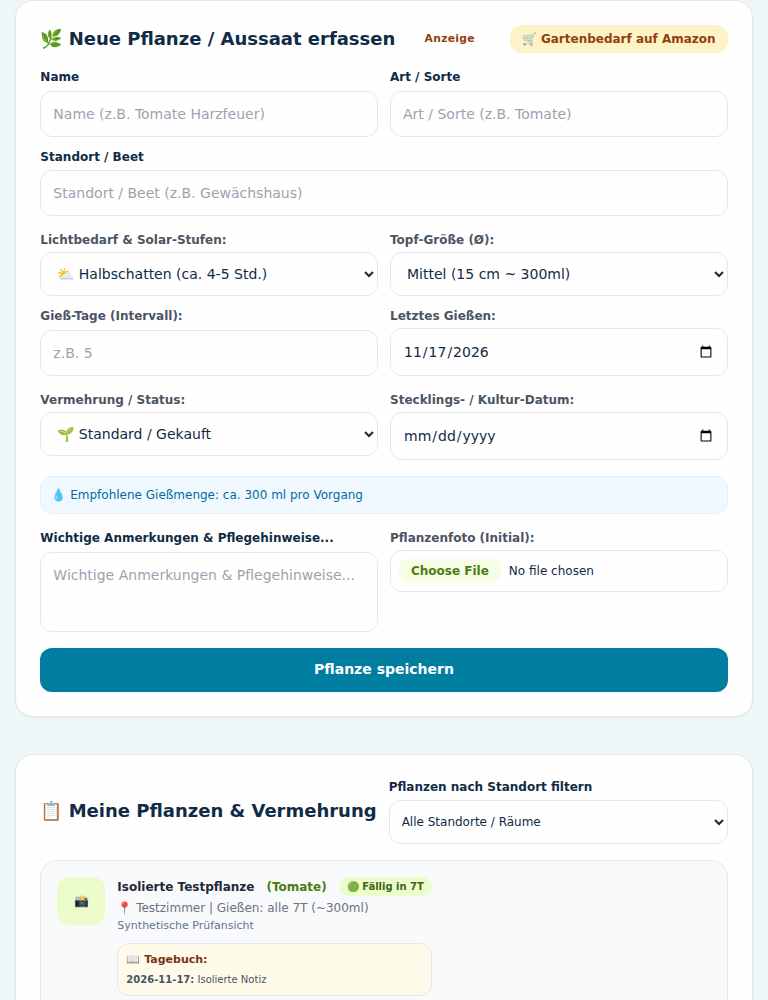 🌿 Neue Pflanze / Aussaat erfassen
Anzeige
🛒 Gartenbedarf auf Amazon
Name
Art / Sorte
Name (z.B. Tomate Harzfeuer)
Art / Sorte (z.B. Tomate)
Standort / Beet
Standort / Beet (z.B. Gewächshaus)
Lichtbedarf & Solar-Stufen:
Topf-Größe (Ø):
⛅ Halbschatten (ca. 4-5 Std.)
Mittel (15 cm ~ 300ml)
Gieß-Tage (Intervall):
Letztes Gießen:
z.B. 5
11/17/2026
Vermehrung / Status:
Stecklings- / Kultur-Datum:
🌱 Standard / Gekauft
mm/dd/yyyy
💧 Empfohlene Gießmenge: ca. 300 ml pro Vorgang
Wichtige Anmerkungen & Pflegehinweise...
Pflanzenfoto (Initial):
Wichtige Anmerkungen & Pflegehinweise...
Choose File No file chosen
Pflanze speichern
Pflanzen nach Standort filtern
📋 Meine Pflanzen & Vermehrung
Alle Standorte / Räume
Isolierte Testpflanze (Tomate) 🟢 Fällig in 7T
📍 Testzimmer | Gießen: alle 7T (~300ml)
Synthetische Prüfansicht
📖 Tagebuch:
2026-11-17: Isolierte Notiz